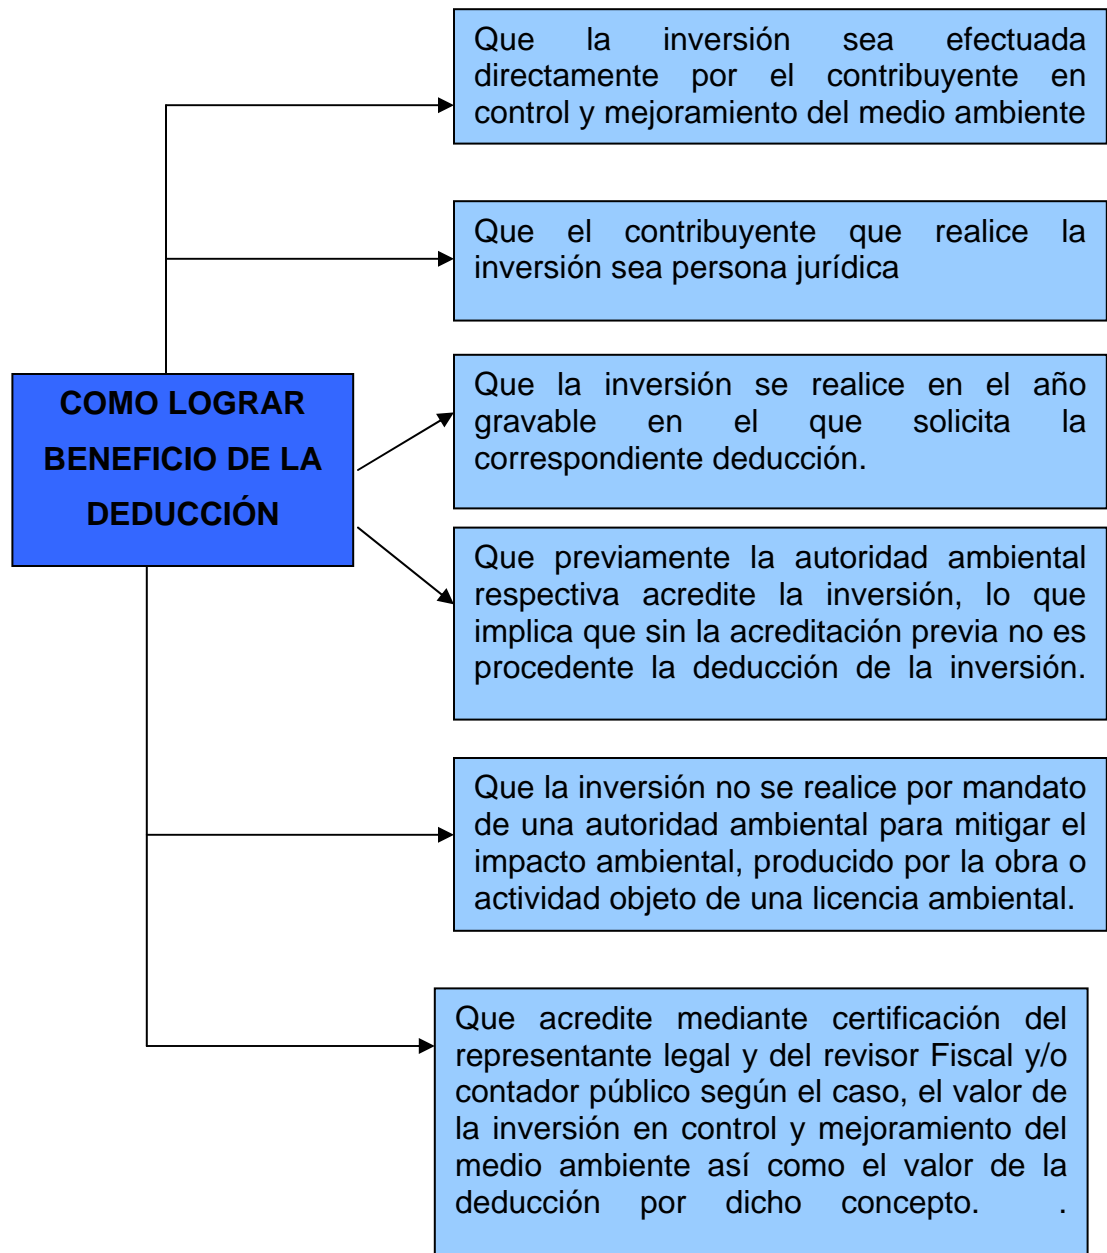 Que la inversión sea efectuada
directamente por el contribuyente en
control y mejoramiento del medio ambiente
Que el contribuyente que realice la
inversión sea persona jurídica
COMO LOGRAR
BENEFICIO DE LA
DEDUCCIÓN
Que la inversión se realice en el año
gravable en el que solicita la
correspondiente deducción.
Que previamente la autoridad ambiental
respectiva acredite la inversión, lo que
implica que sin la acreditación previa no es
procedente la deducción de la inversión.
Que la inversión no se realice por mandato
de una autoridad ambiental para mitigar el
impacto ambiental, producido por la obra o
actividad objeto de una licencia ambiental.
Que acredite mediante certificación del
representante legal y del revisor Fiscal y/o
contador público según el caso, el valor de
la inversión en control y mejoramiento del
medio ambiente así como el valor de la
deducción por dicho concepto. .